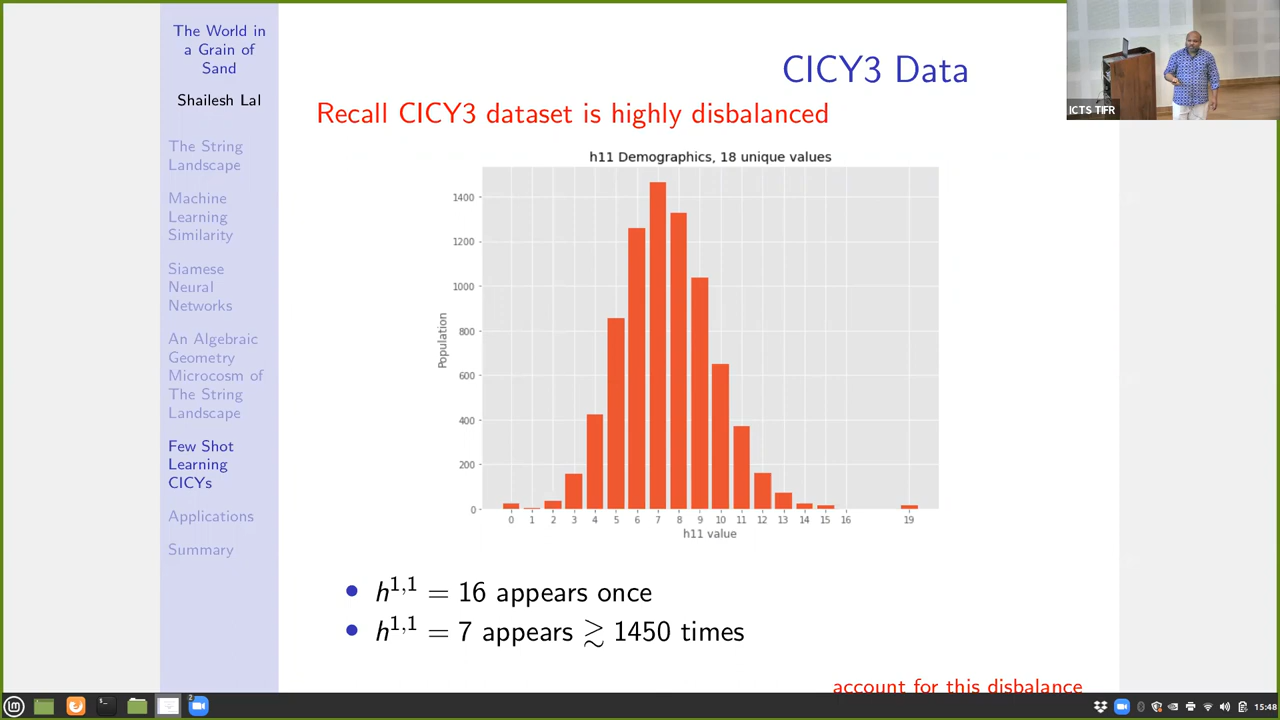 The World in
a Grain of
Sand
Shailesh Lal
The String
Landscape
Machine
Learning
Similarity
Siamese
Neural
Networks
An Algebraic
Geometry
Microcosm of
The String
Landscape
Few Shot
Learning
CICYs
Applications
Summary
CICY3 Data
Recall CICY3 dataset is highly disbalanced
h11 Demographics, 18 unique values
Population
1400
1200
1000
800
600
400
200
0
0 1 2 3 4 5 6 7 8 9 10 11 12 13 14 15 16 19
h11 value
• h^{1,1} = 16 appears once
• h^{1,1} = 7 appears ≳ 1450 times
account for this disbalance
ICTS TIFR
2
15:48